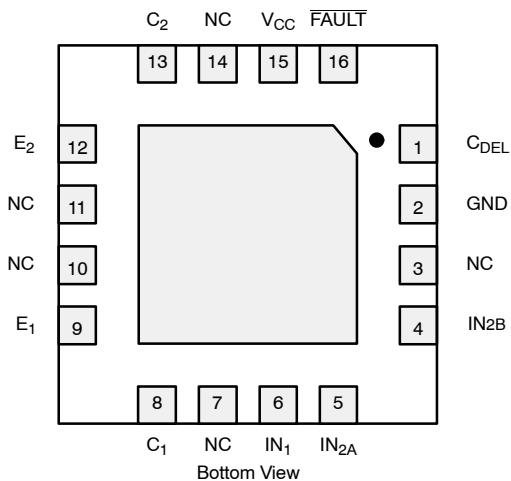 C2 NC VCC FAULT
13 14 15 16
E2 12 1 CDEL
NC 11 2 GND
NC 10 3 NC
E1 9 4 IN2B
8 7 6 5
C1 NC IN1 IN2A
Bottom View